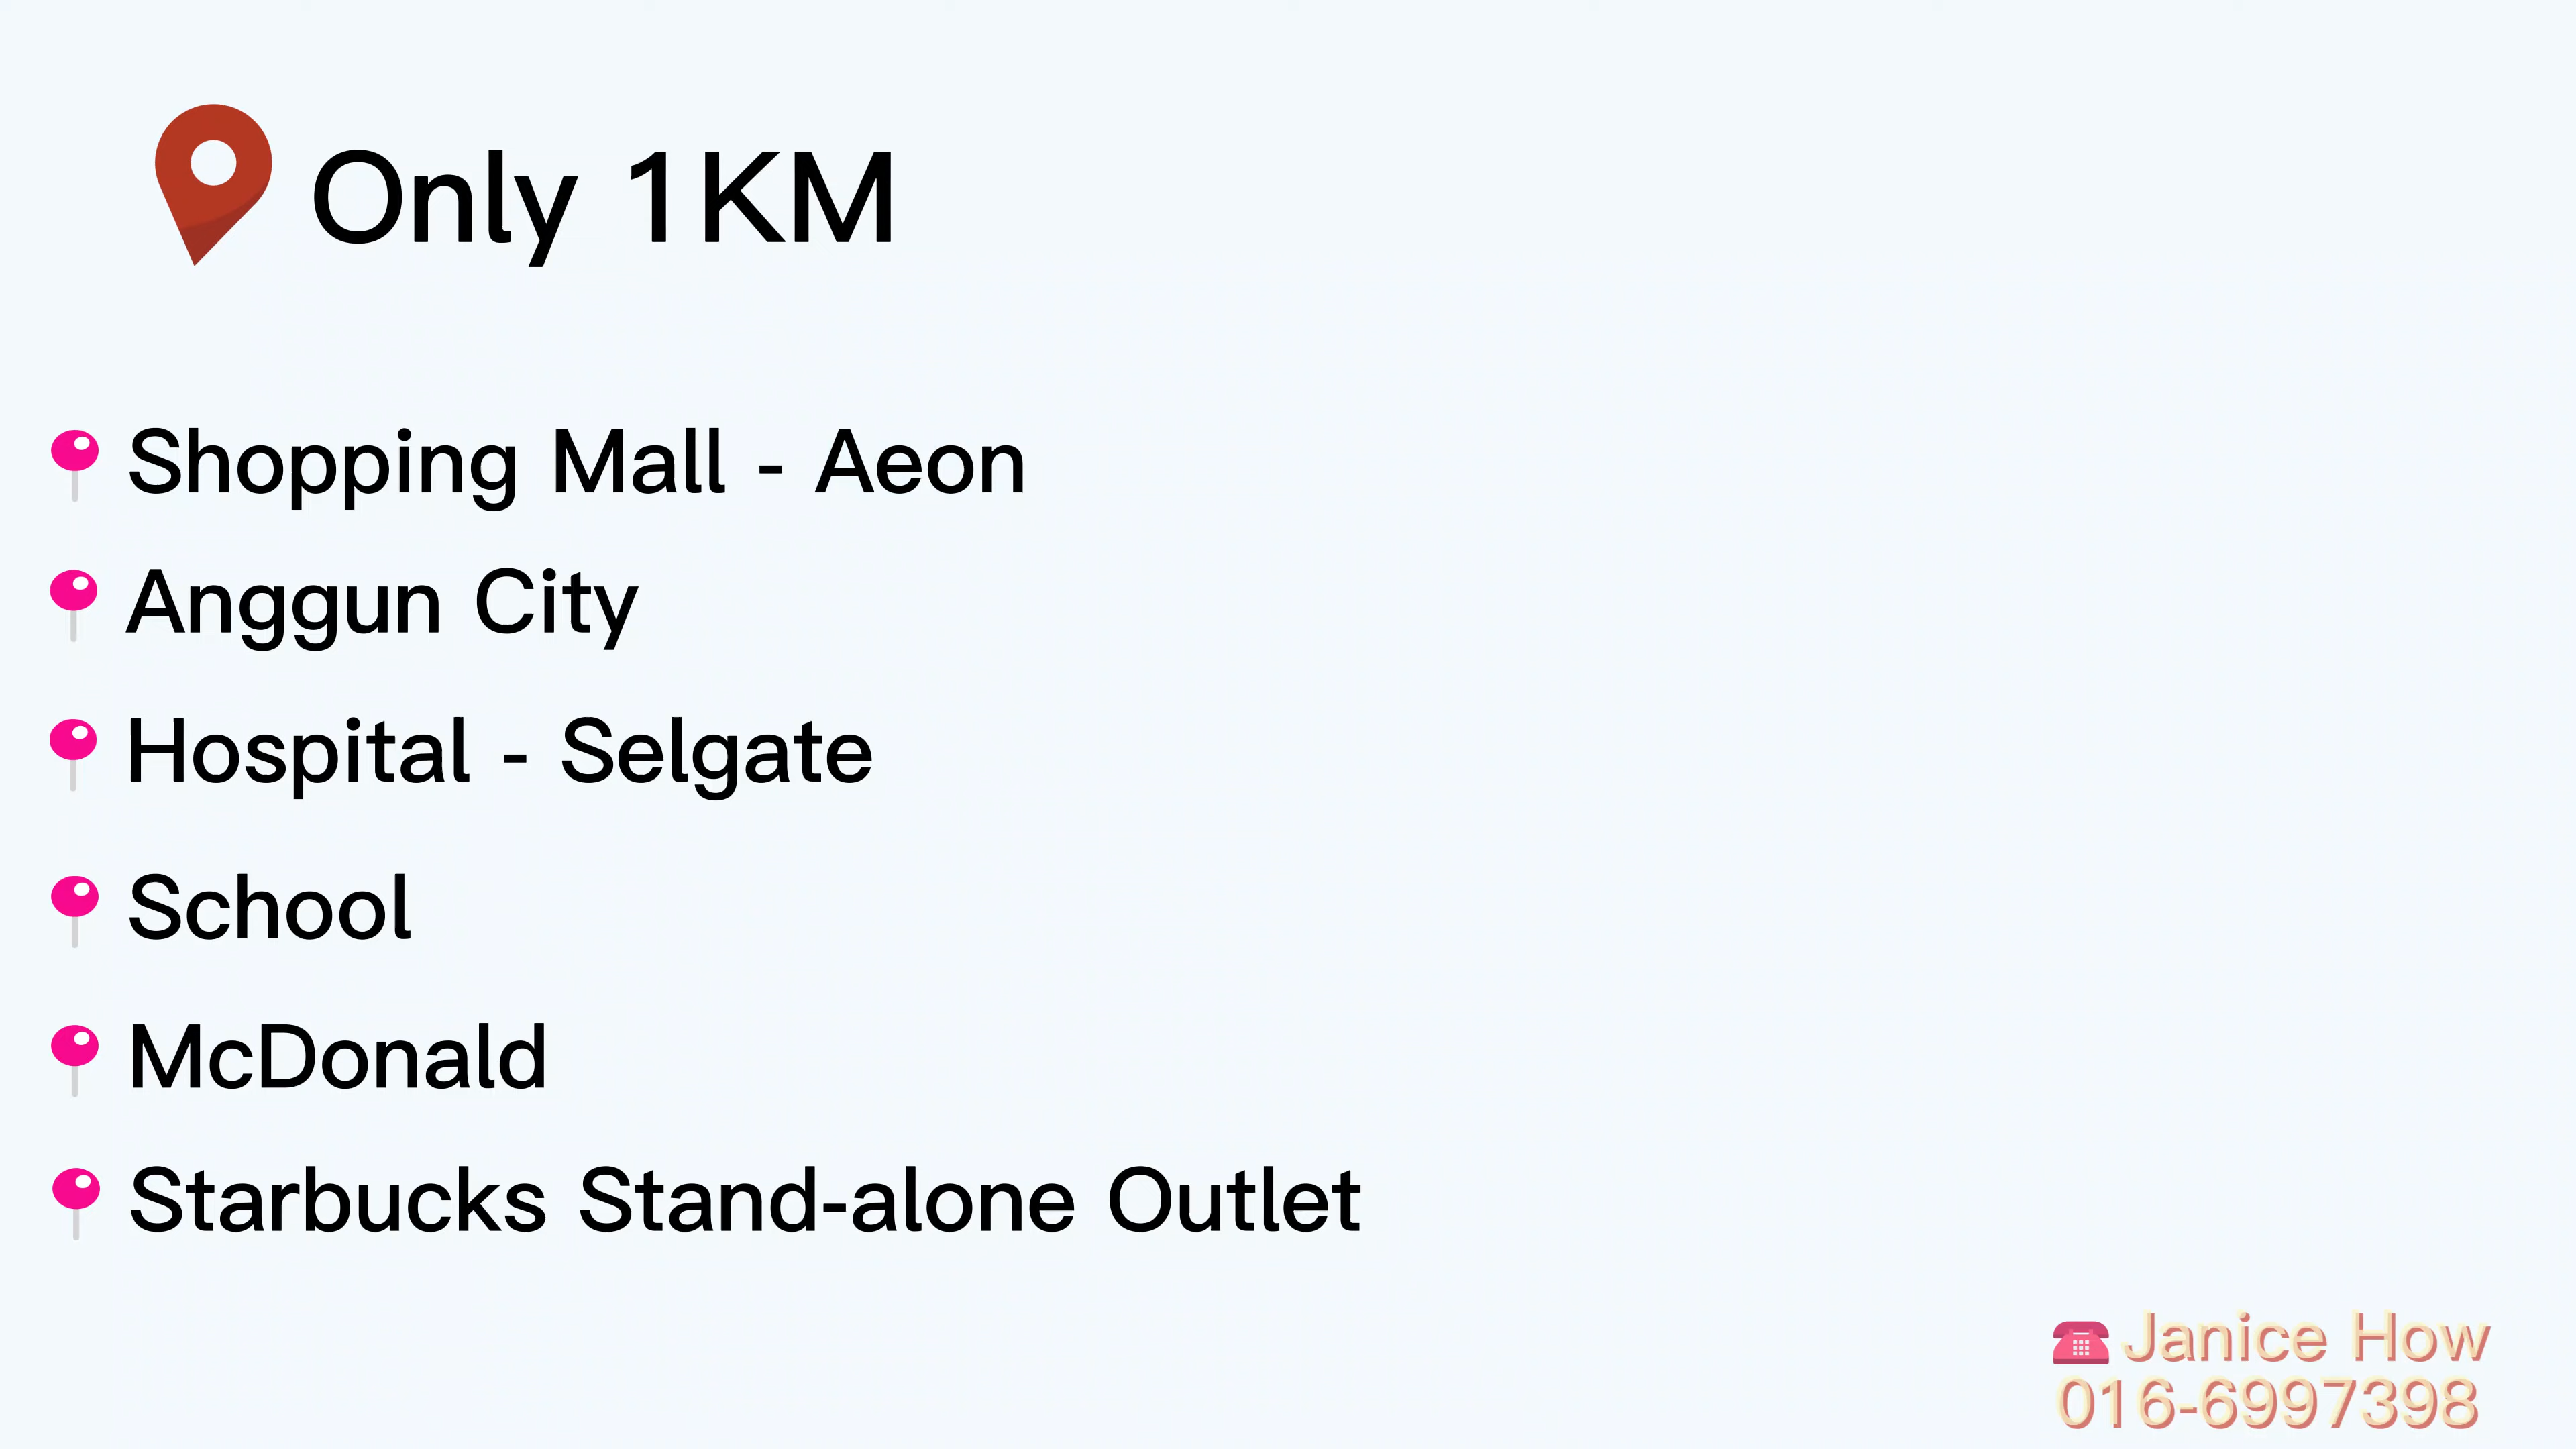 Only 1KM
Shopping Mall - Aeon
Anggun City
Hospital - Selgate
School
McDonald
Starbucks Stand-alone Outlet
Janice How
016-6997398